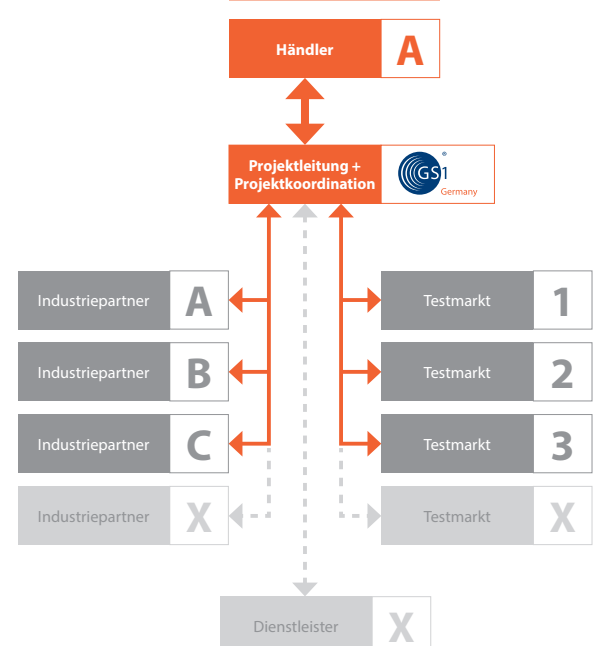 Händler A
Projektleitung +
Projektkoordination
GS1
®
Germany
Industriepartner A
Testmarkt 1
Industriepartner B
Testmarkt 2
Industriepartner C
Testmarkt 3
Industriepartner X
Testmarkt X
Dienstleister X